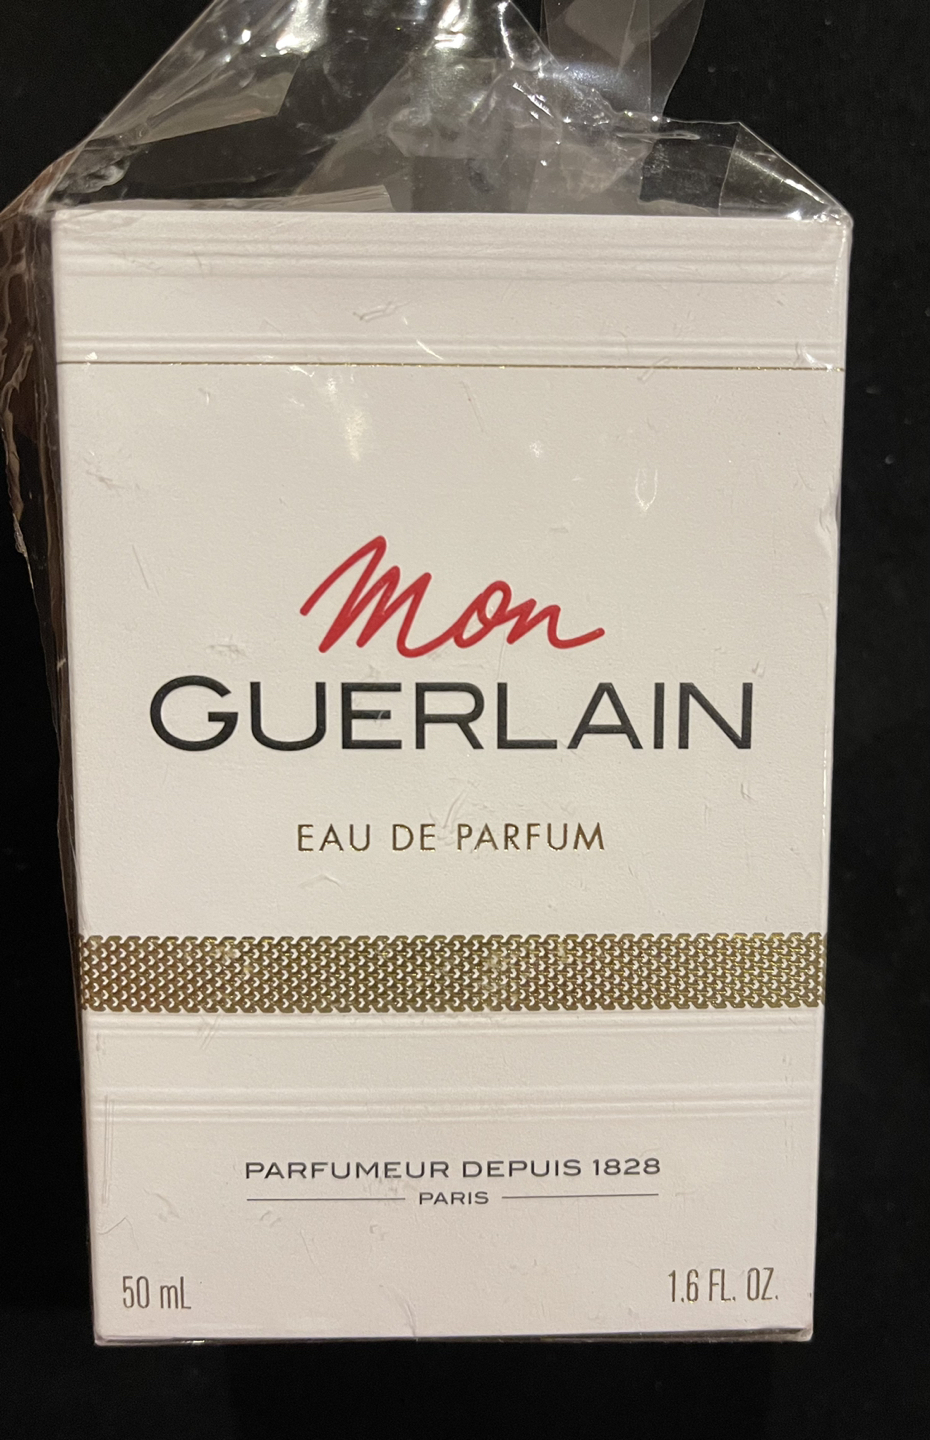 Mon
GUERLAIN
EAU DE PARFUM
PARFUMEUR DEPUIS 1828
PARIS
50 mL
1.6 FL. OZ.